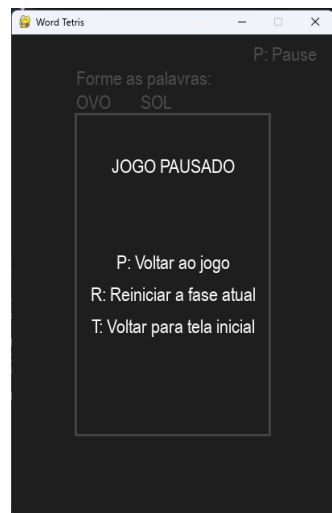 Word Tetris
P: Pause
Forme as palavras:
OVO SOL
JOGO PAUSADO
P: Voltar ao jogo
R: Reiniciar a fase atual
T: Voltar para tela inicial